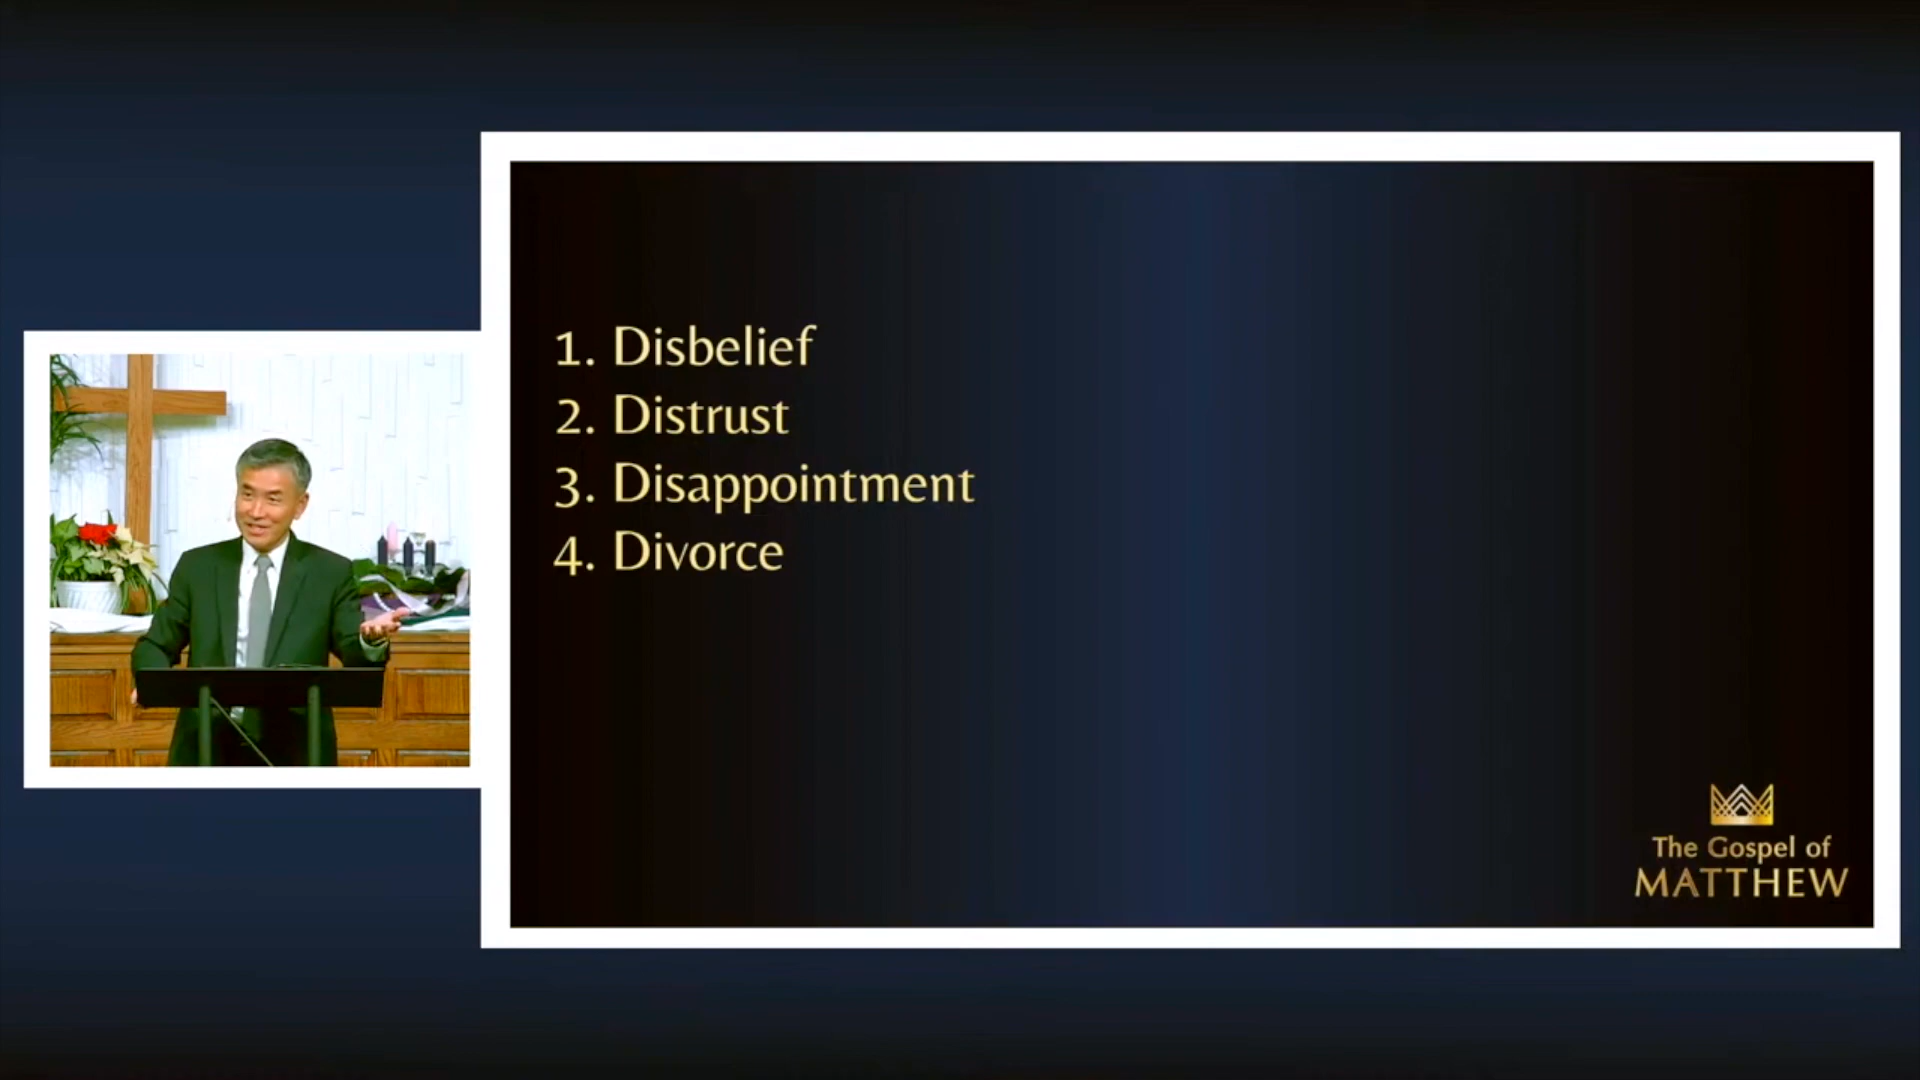 1. Disbelief
2. Distrust
3. Disappointment
4. Divorce
The Gospel of
MATTHEW